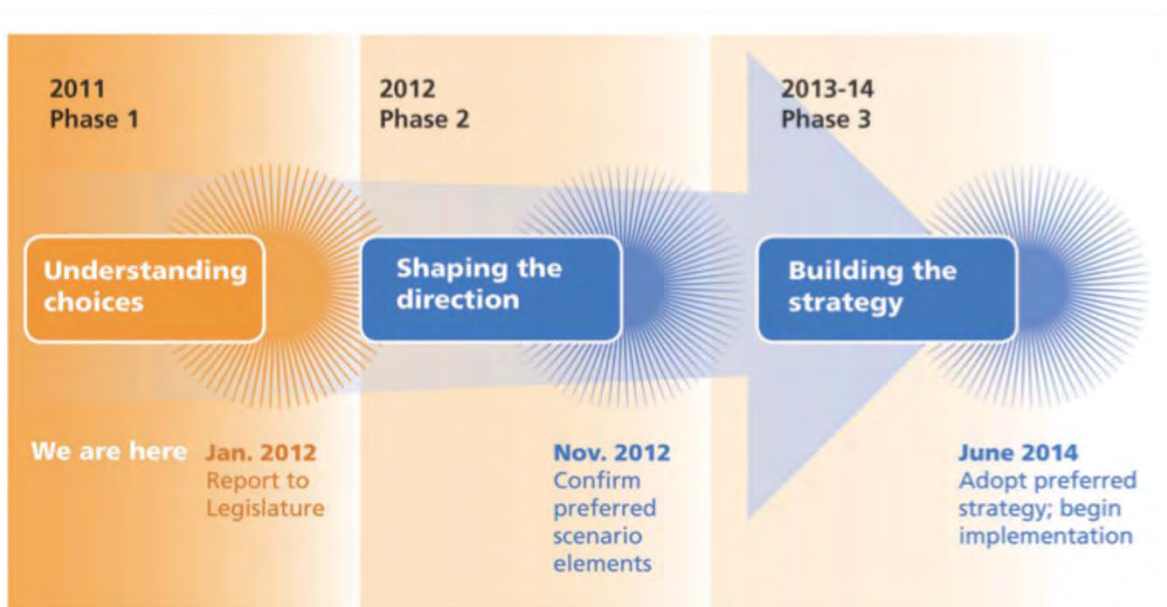 2011
Phase 1
2012
Phase 2
2013-14
Phase 3
Understanding
choices
Shaping the
direction
Building the
strategy
We are here
Jan. 2012
Report to
Legislature
Nov. 2012
Confirm
preferred
scenario
elements
June 2014
Adopt preferred
strategy; begin
implementation